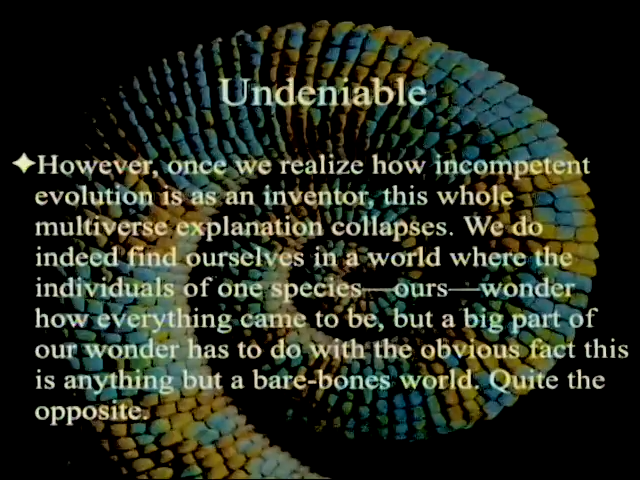 Undeniable
✦However, once we realize how incompetent
evolution is as an inventor, this whole
multiverse explanation collapses. We do
indeed find ourselves in a world where the
individuals of one species—ours—wonder
how everything came to be, but a big part of
our wonder has to do with the obvious fact this
is anything but a bare-bones world. Quite the
opposite.